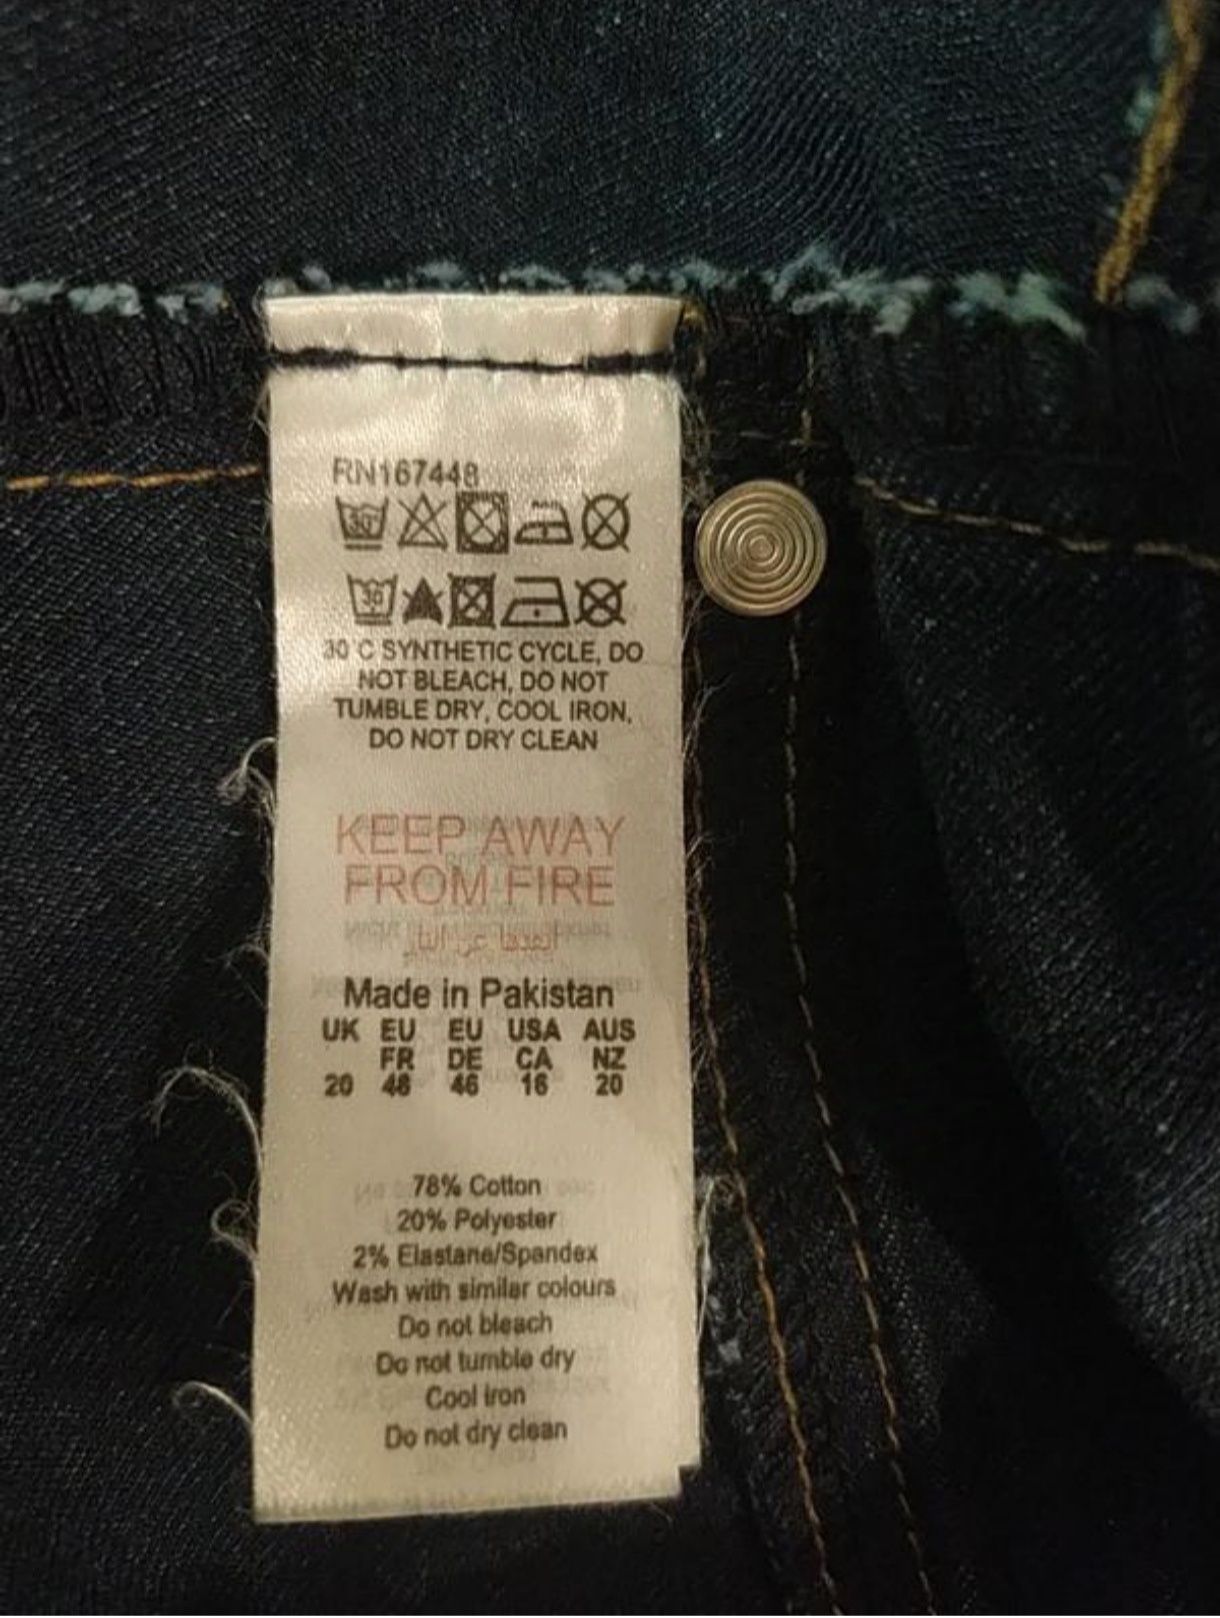 RN167448
30
30
30°C SYNTHETIC CYCLE, DO
NOT BLEACH, DO NOT
TUMBLE DRY, COOL IRON,
DO NOT DRY CLEAN
KEEP AWAY
FROM FIRE
Made in Pakistan
UK EU EU USA AUS
FR DE CA NZ
20 48 46 16 20
78% Cotton
20% Polyester
2% Elastane/Spandex
Wash with similar colours
Do not bleach
Do not tumble dry
Cool iron
Do not dry clean